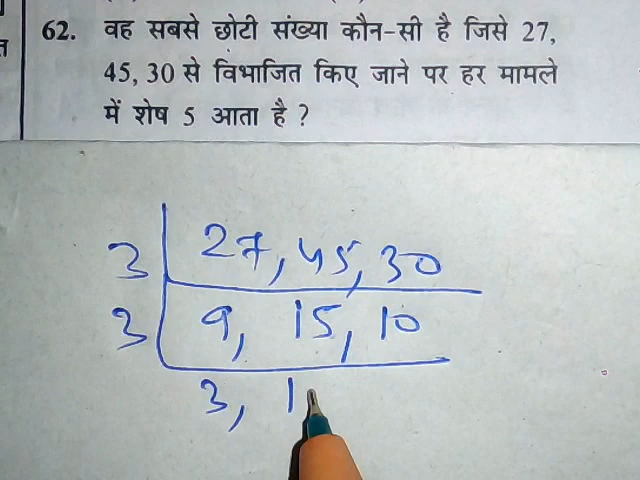 62. वह सबसे छोटी संख्या कौन-सी है जिसे 27,
45, 30 से विभाजित किए जाने पर हर मामले
में शेष 5 आता है ?
3 27, 45, 30
3 9, 15, 10
3, 1